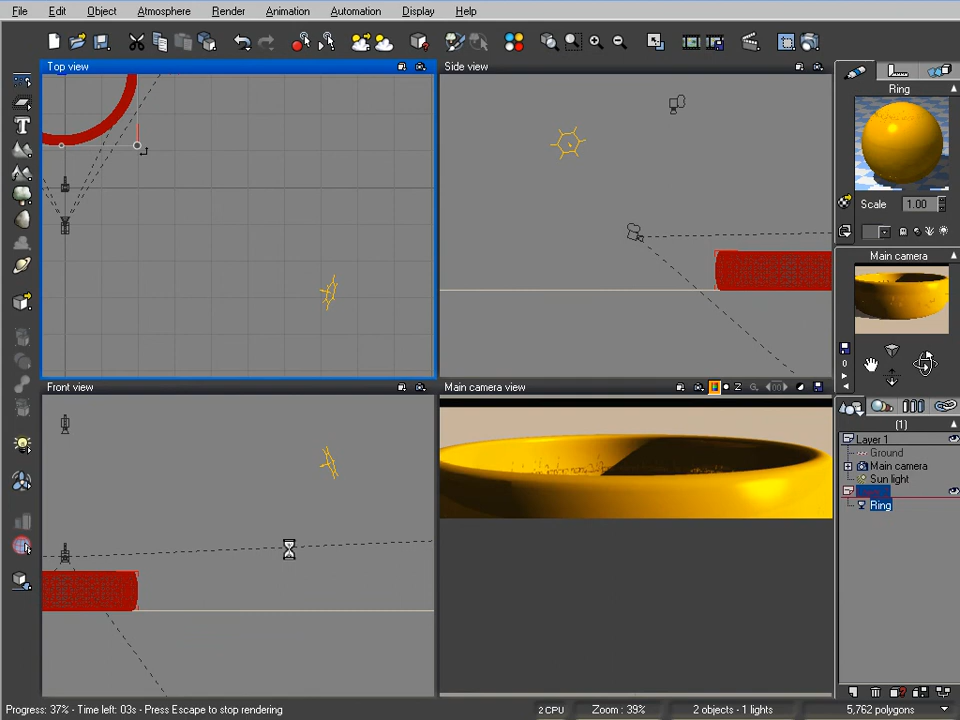 File Edit Object Atmosphere Render Animation Automation Display Help
Top view
Side view
Ring
Scale 1.00
Main camera
Front view
Main camera view
Z G
0
(1)
Layer 1
Ground
Main camera
Sun light
Ring
Progress: 37% - Time left: 03s - Press Escape to stop rendering
2 CPU
Zoom : 39%
2 objects - 1 lights
5,762 polygons